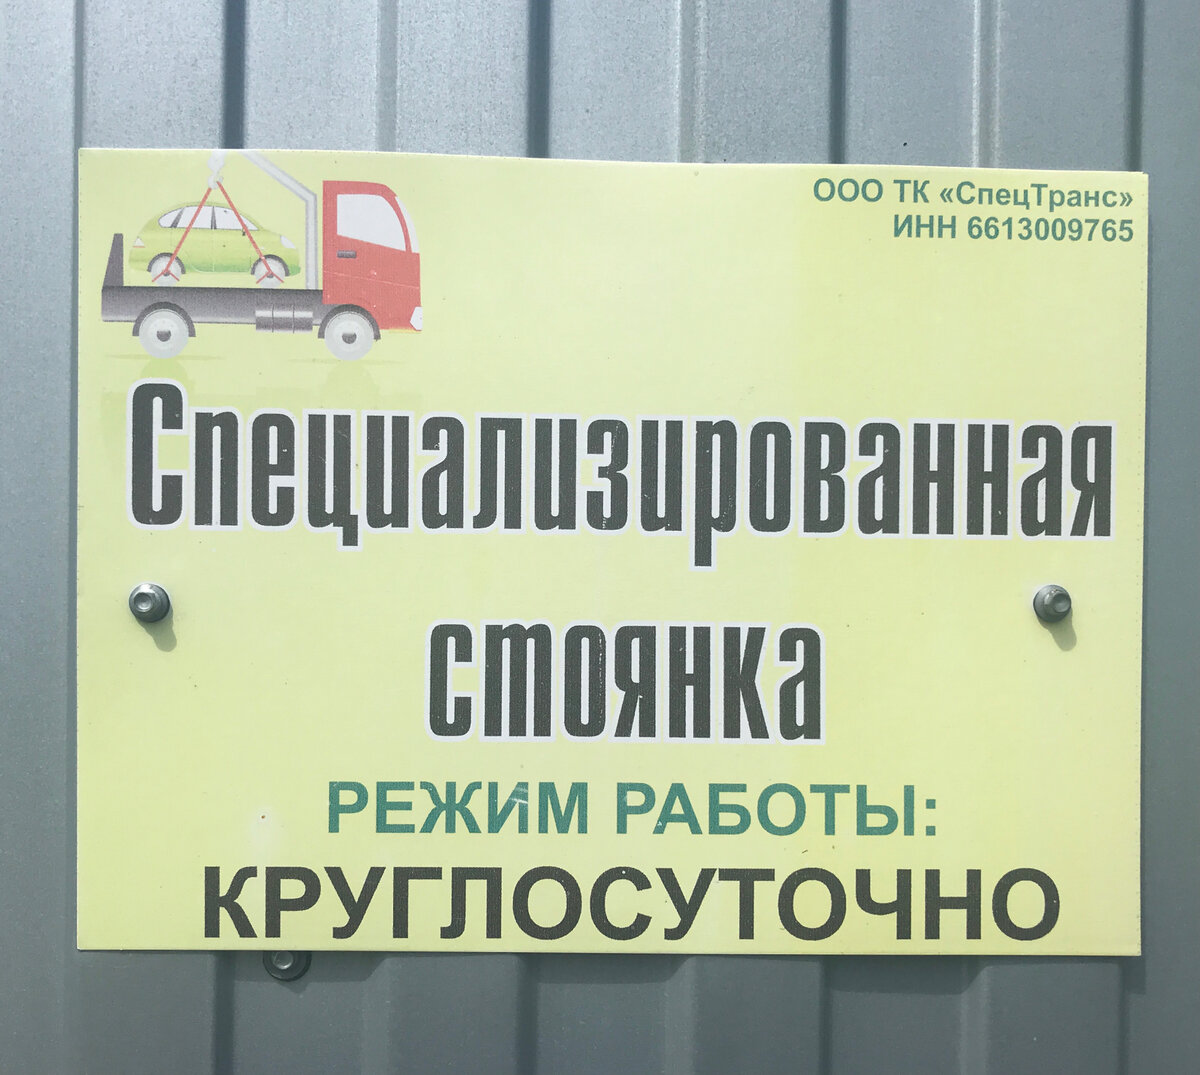 ООО ТК «СпецТранс»
ИНН 6613009765
Специализированная
стоянка
РЕЖИМ РАБОТЫ:
КРУГЛОСУТОЧНО